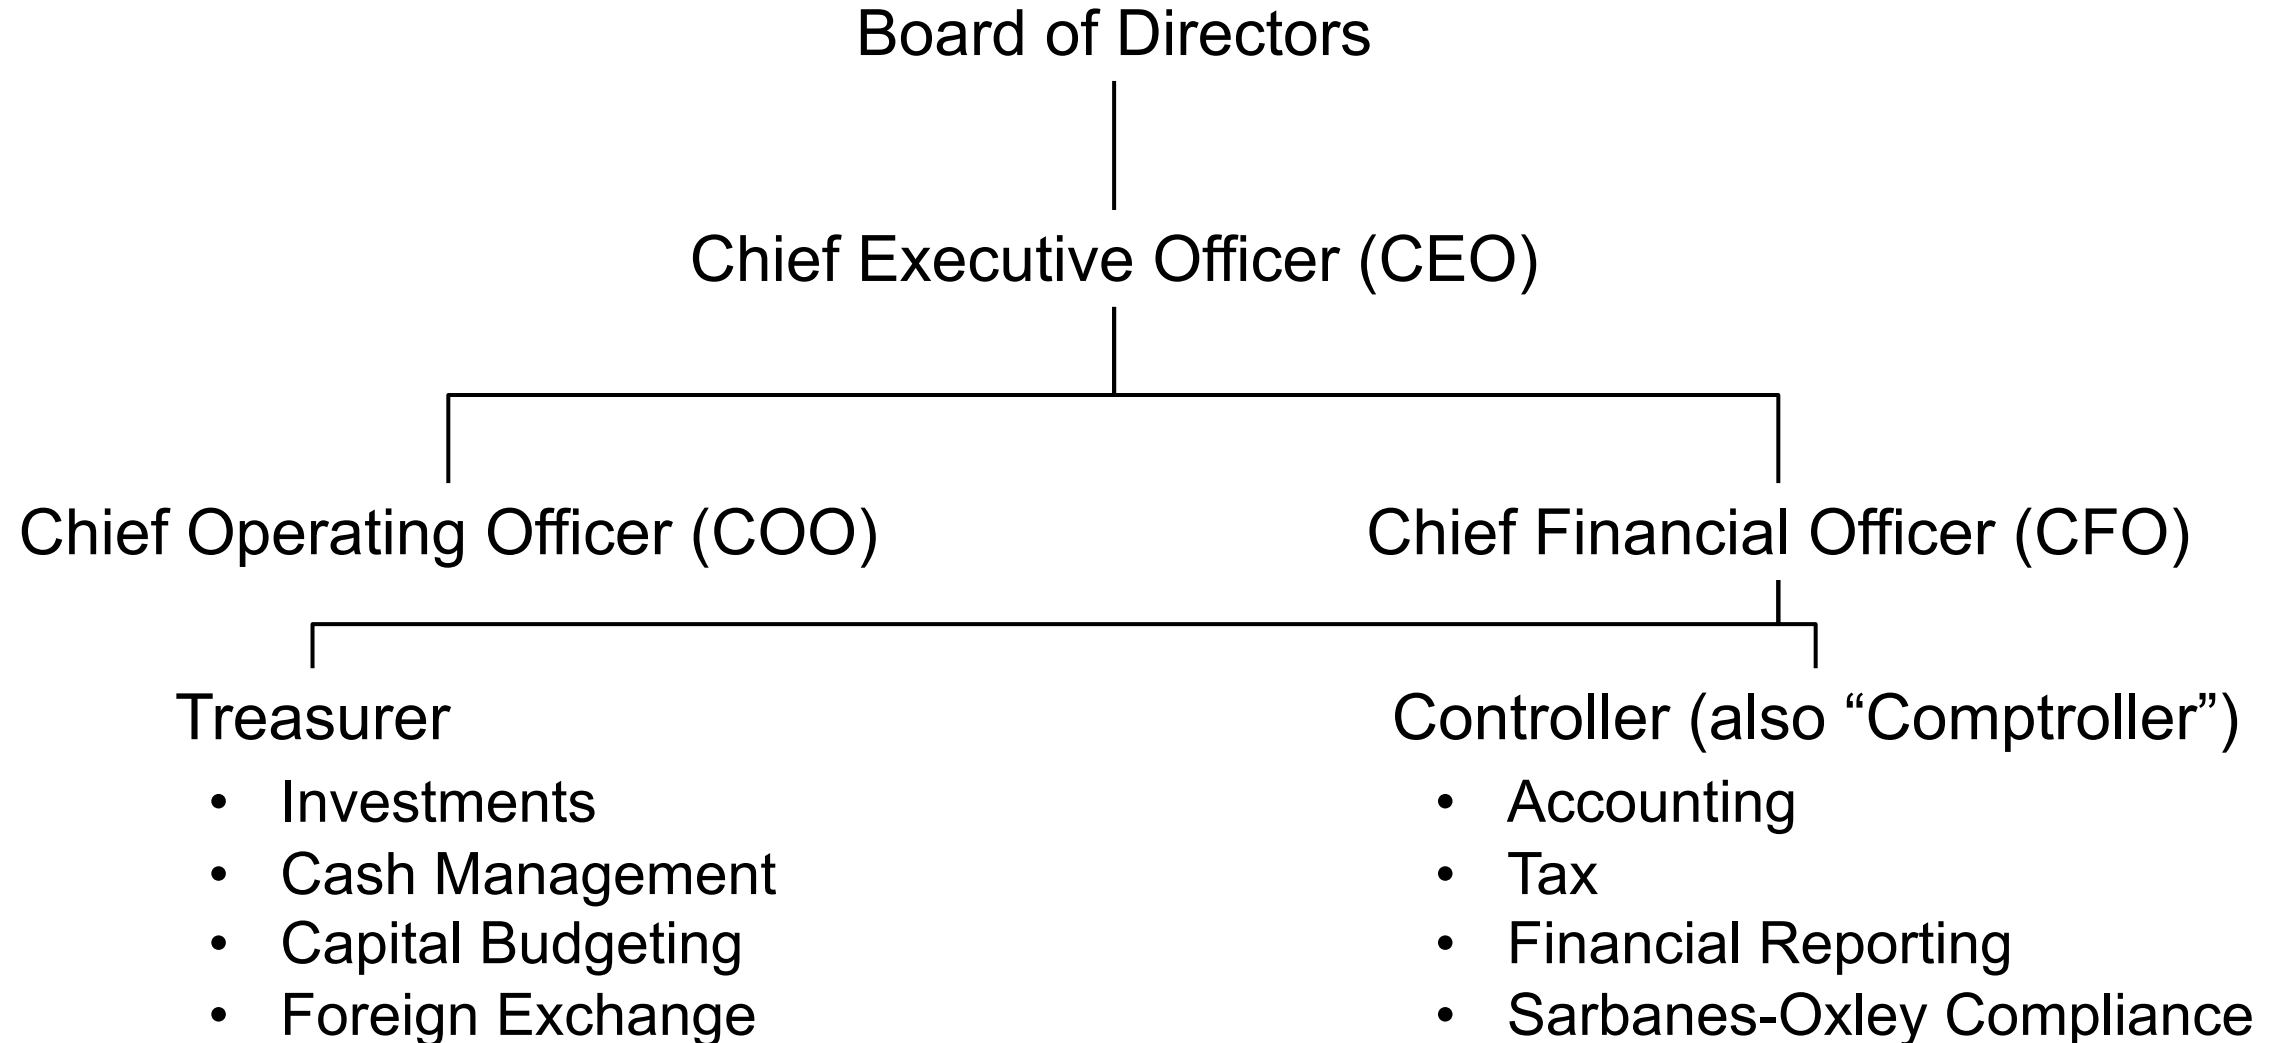 Board of Directors
Chief Executive Officer (CEO)
Chief Operating Officer (COO)
Chief Financial Officer (CFO)
Treasurer
• Investments
• Cash Management
• Capital Budgeting
• Foreign Exchange
Controller (also “Comptroller”)
• Accounting
• Tax
• Financial Reporting
• Sarbanes-Oxley Compliance